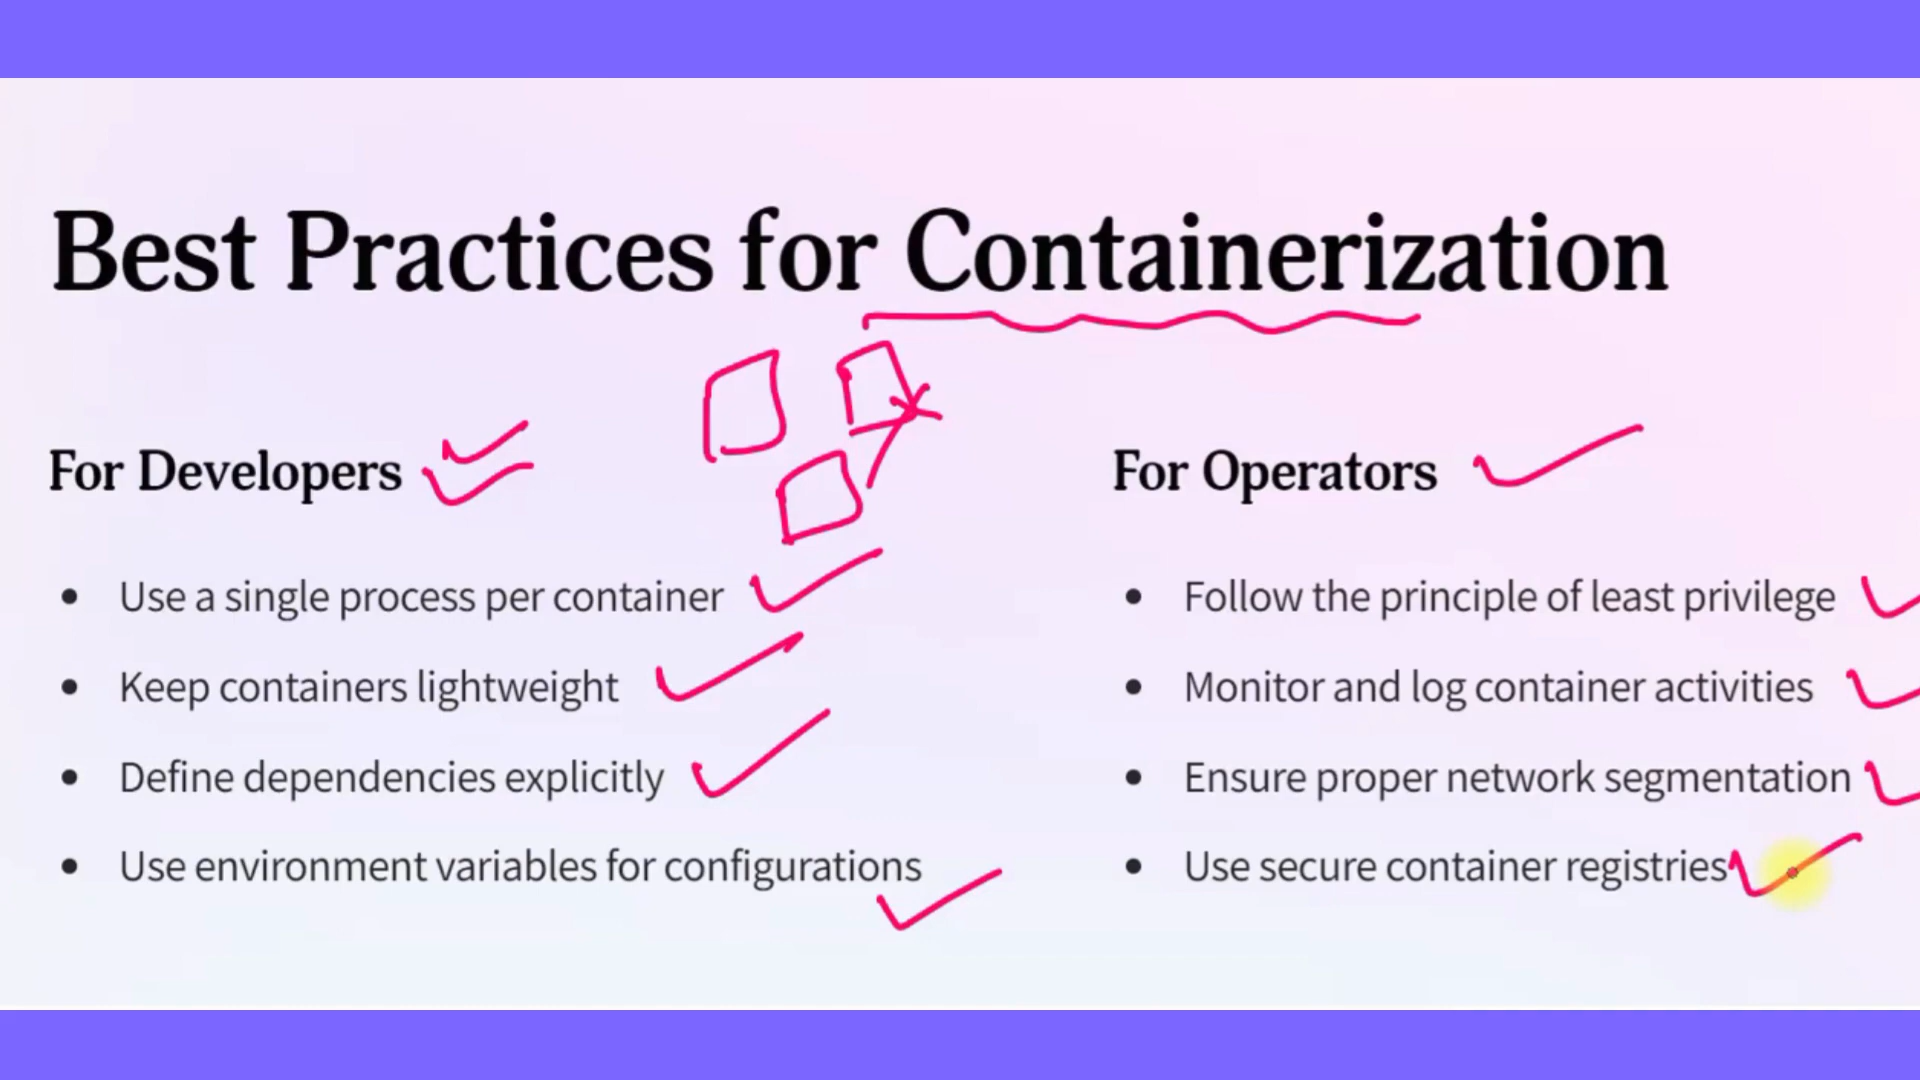 Best Practices for Containerization
For Developers
Use a single process per container
Keep containers lightweight
Define dependencies explicitly
Use environment variables for configurations
For Operators
Follow the principle of least privilege
Monitor and log container activities
Ensure proper network segmentation
Use secure container registries